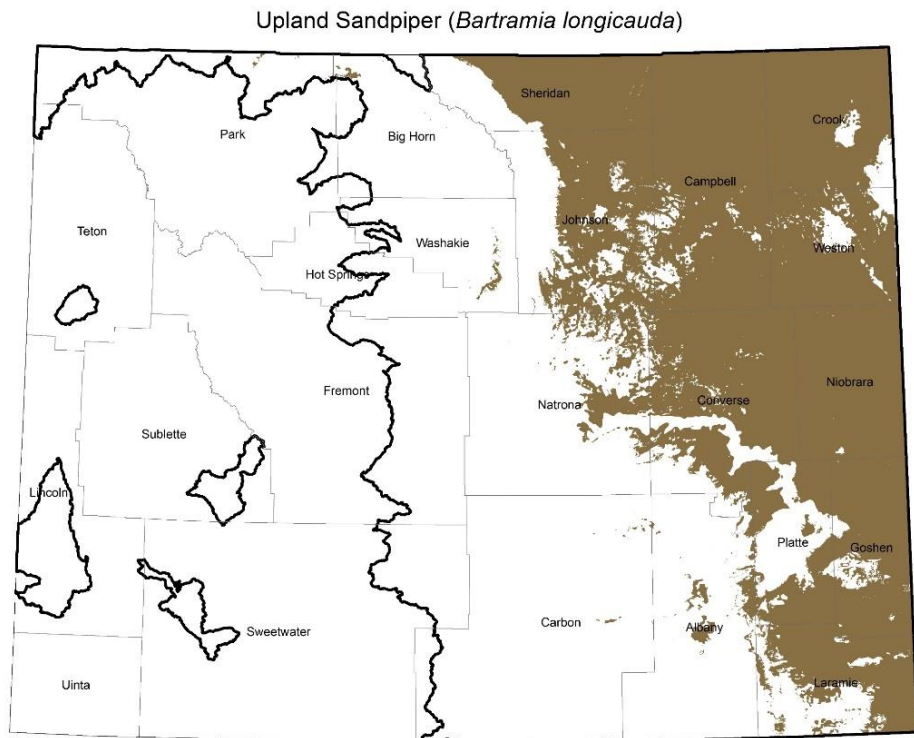 Upland Sandpiper (Bartramia longicauda)
Sheridan
Crook
Park
Big Horn
Campbell
Johnson
Teton
Washakie
Weston
Hot Springs
Fremont
Natrona
Converse
Niobrara
Sublette
Lincoln
Platte
Goshen
Sweetwater
Carbon
Albany
Uinta
Laramie